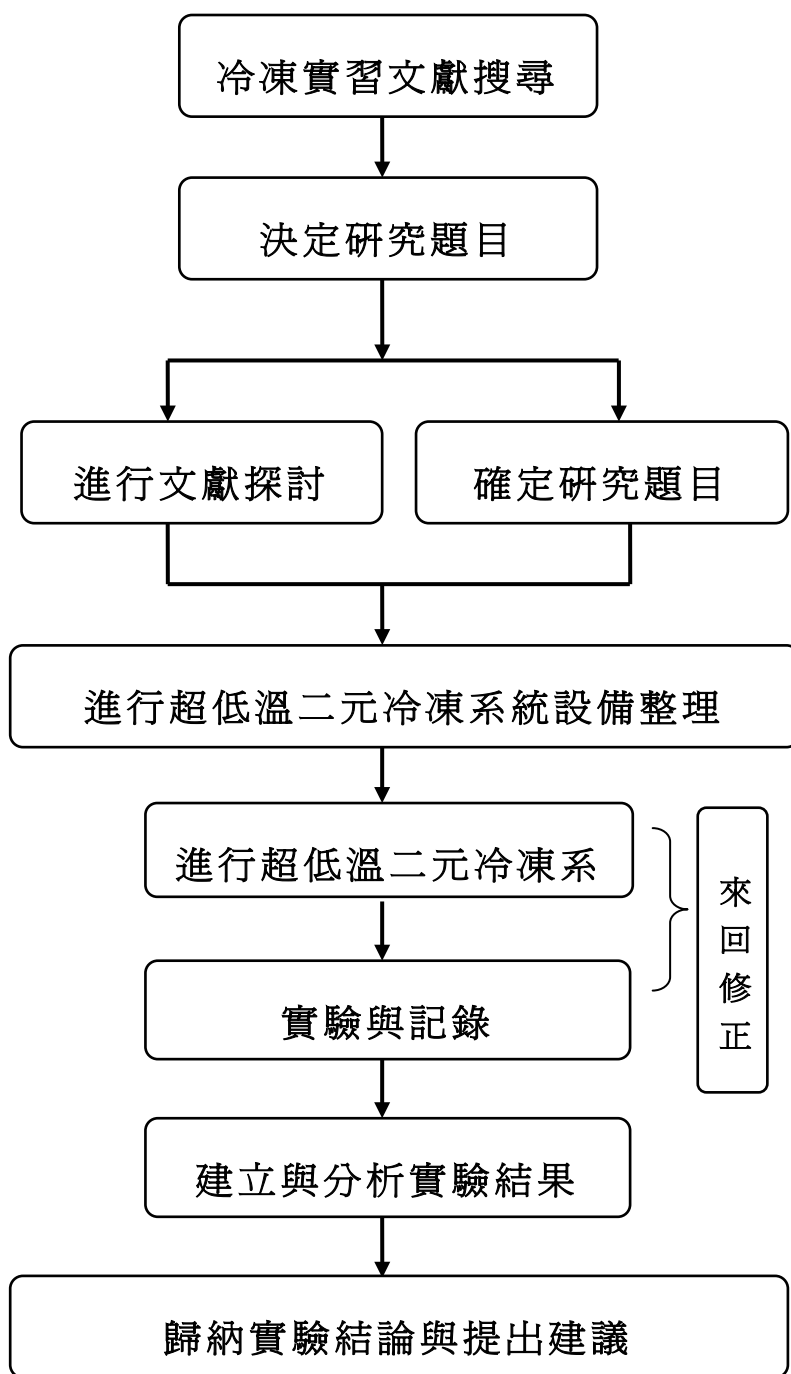 冷凍實習文獻搜尋
決定研究題目
進行文獻探討
確定研究題目
進行超低溫二元冷凍系統設備整理
進行超低溫二元冷凍系
實驗與記錄
來回修正
建立與分析實驗結果
歸納實驗結論與提出建議